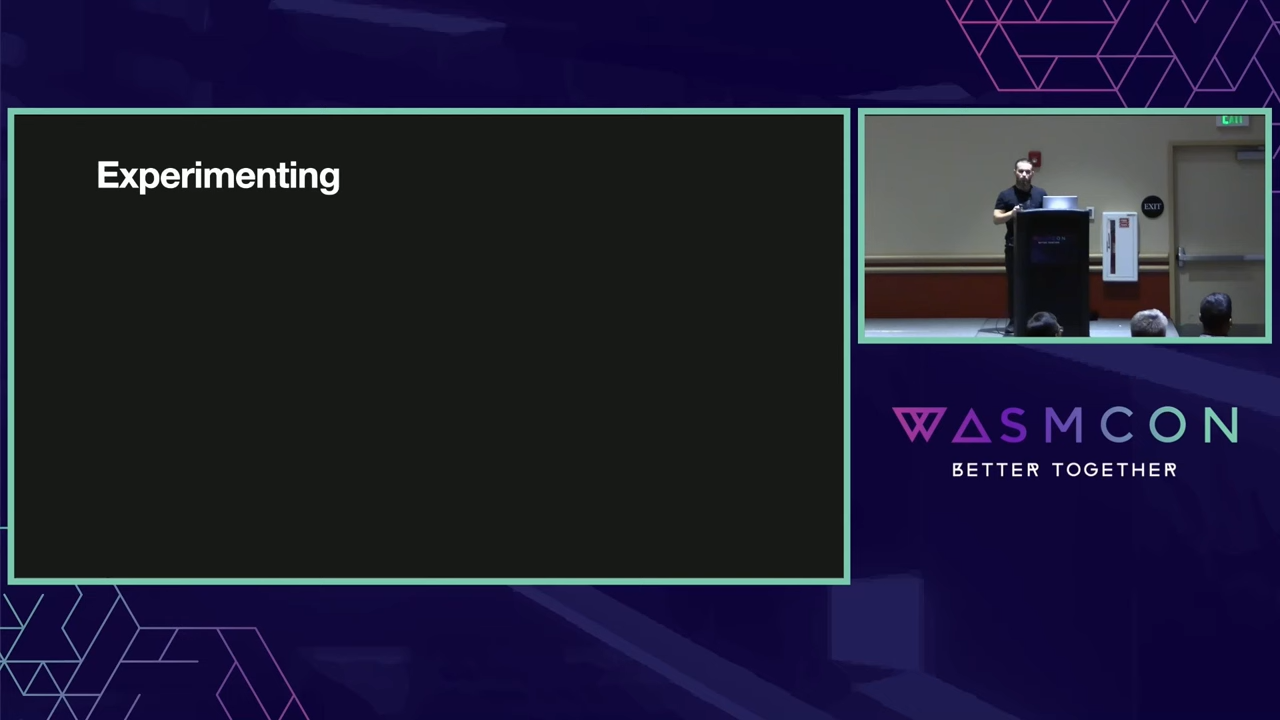 Experimenting
EXIT
EXIT
WASMCON
BETTER TOGETHER